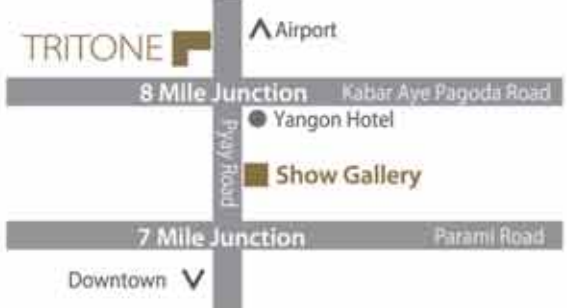 Airport
TRITONE
8 Mile Junction Kabar Aye Pagoda Road
Yangon Hotel
Pyay Road
Show Gallery
7 Mile Junction Parami Road
Downtown